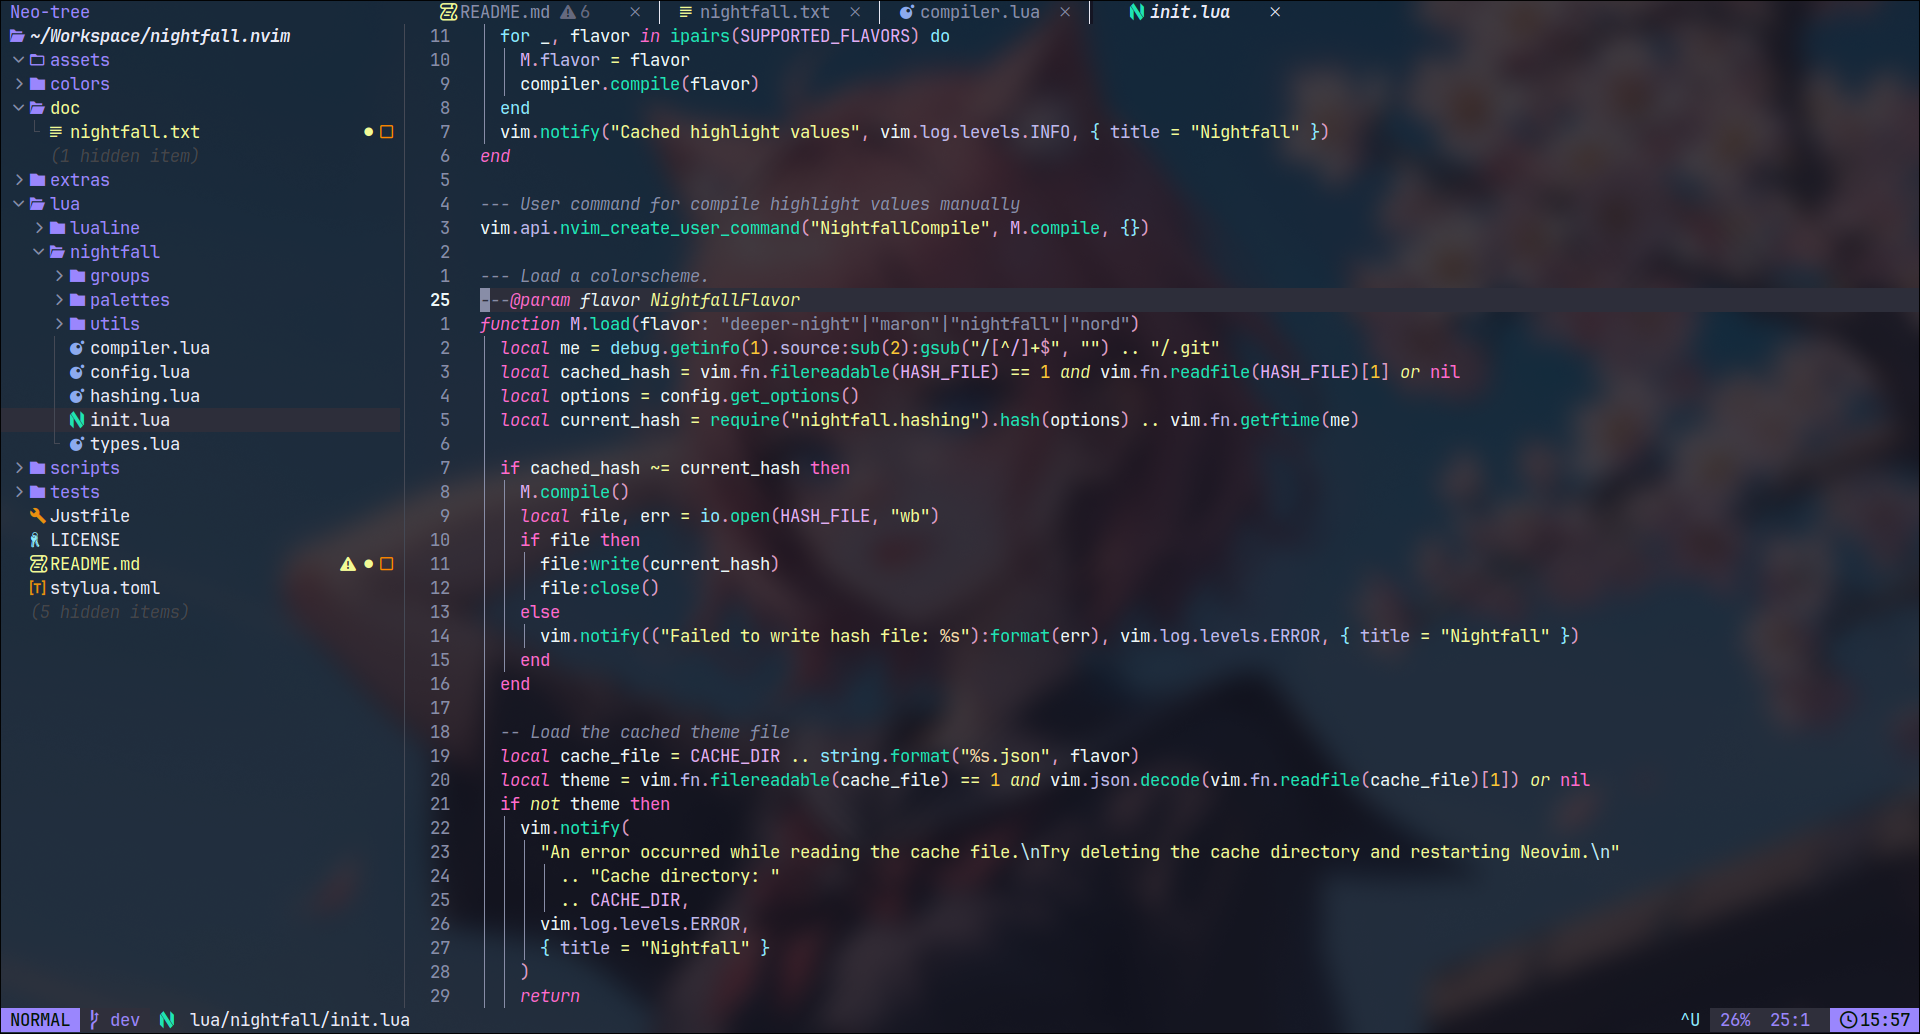 Neo-tree
~/Workspace/nightfall.nvim
assets
colors
doc
nightfall.txt
(1 hidden item)
extras
lua
lualine
nightfall
groups
palettes
utils
compiler.lua
config.lua
hashing.lua
init.lua
types.lua
scripts
tests
Justfile
LICENSE
README.md
stylua.toml
(5 hidden items)
README.md 6 × nightfall.txt × compiler.lua × init.lua ×
11 for _, flavor in ipairs(SUPPORTED_FLAVORS) do
10 M.flavor = flavor
9 compiler.compile(flavor)
8 end
7 vim.notify("Cached highlight values", vim.log.levels.INFO, { title = "Nightfall" })
6 end
5
4 --- User command for compile highlight values manually
3 vim.api.nvim_create_user_command("NightfallCompile", M.compile, {})
2
1 --- Load a colorscheme.
25 ---@param flavor NightfallFlavor
1 function M.load(flavor: "deeper-night"|"maron"|"nightfall"|"nord")
2 local me = debug.getinfo(1).source:sub(2):gsub("/[^/]+$", "") .. "/.git"
3 local cached_hash = vim.fn.filereadable(HASH_FILE) == 1 and vim.fn.readfile(HASH_FILE)[1] or nil
4 local options = config.get_options()
5 local current_hash = require("nightfall.hashing").hash(options) .. vim.fn.getftime(me)
6
7 if cached_hash ~= current_hash then
8 M.compile()
9 local file, err = io.open(HASH_FILE, "wb")
10 if file then
11 file:write(current_hash)
12 file:close()
13 else
14 vim.notify(("Failed to write hash file: %s"):format(err), vim.log.levels.ERROR, { title = "Nightfall" })
15 end
16 end
17
18 -- Load the cached theme file
19 local cache_file = CACHE_DIR .. string.format("%s.json", flavor)
20 local theme = vim.fn.filereadable(cache_file) == 1 and vim.json.decode(vim.fn.readfile(cache_file)[1]) or nil
21 if not theme then
22 vim.notify(
23 "An error occurred while reading the cache file.\nTry deleting the cache directory and restarting Neovim.\n"
24 .. "Cache directory: "
25 .. CACHE_DIR,
26 vim.log.levels.ERROR,
27 { title = "Nightfall" }
28 )
29 return
NORMAL dev lua/nightfall/init.lua ^U 26% 25:1 15:57